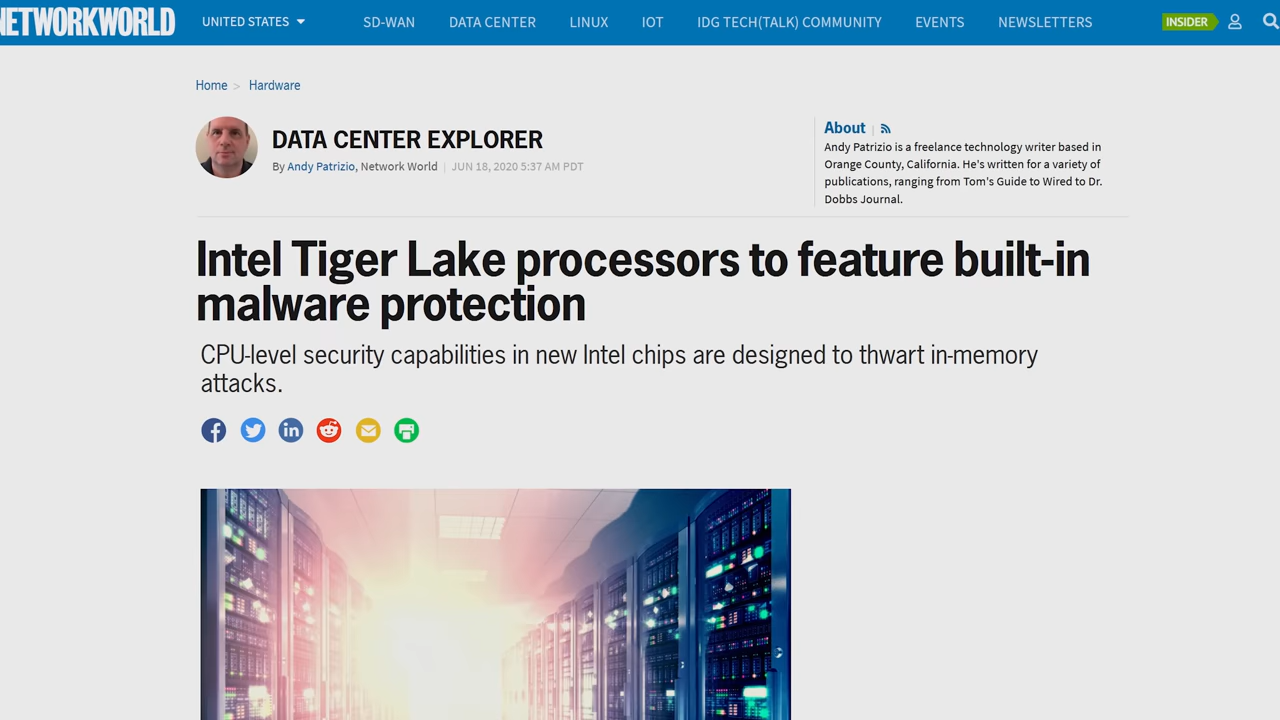 NETWORKWORLD
UNITED STATES
SD-WAN
DATA CENTER
LINUX
IOT
IDG TECH(TALK) COMMUNITY
EVENTS
NEWSLETTERS
INSIDER
Home > Hardware
DATA CENTER EXPLORER
By Andy Patrizio, Network World | JUN 18, 2020 5:37 AM PDT
About |
Andy Patrizio is a freelance technology writer based in
Orange County, California. He's written for a variety of
publications, ranging from Tom's Guide to Wired to Dr.
Dobbs Journal.
Intel Tiger Lake processors to feature built-in
malware protection
CPU-level security capabilities in new Intel chips are designed to thwart in-memory
attacks.